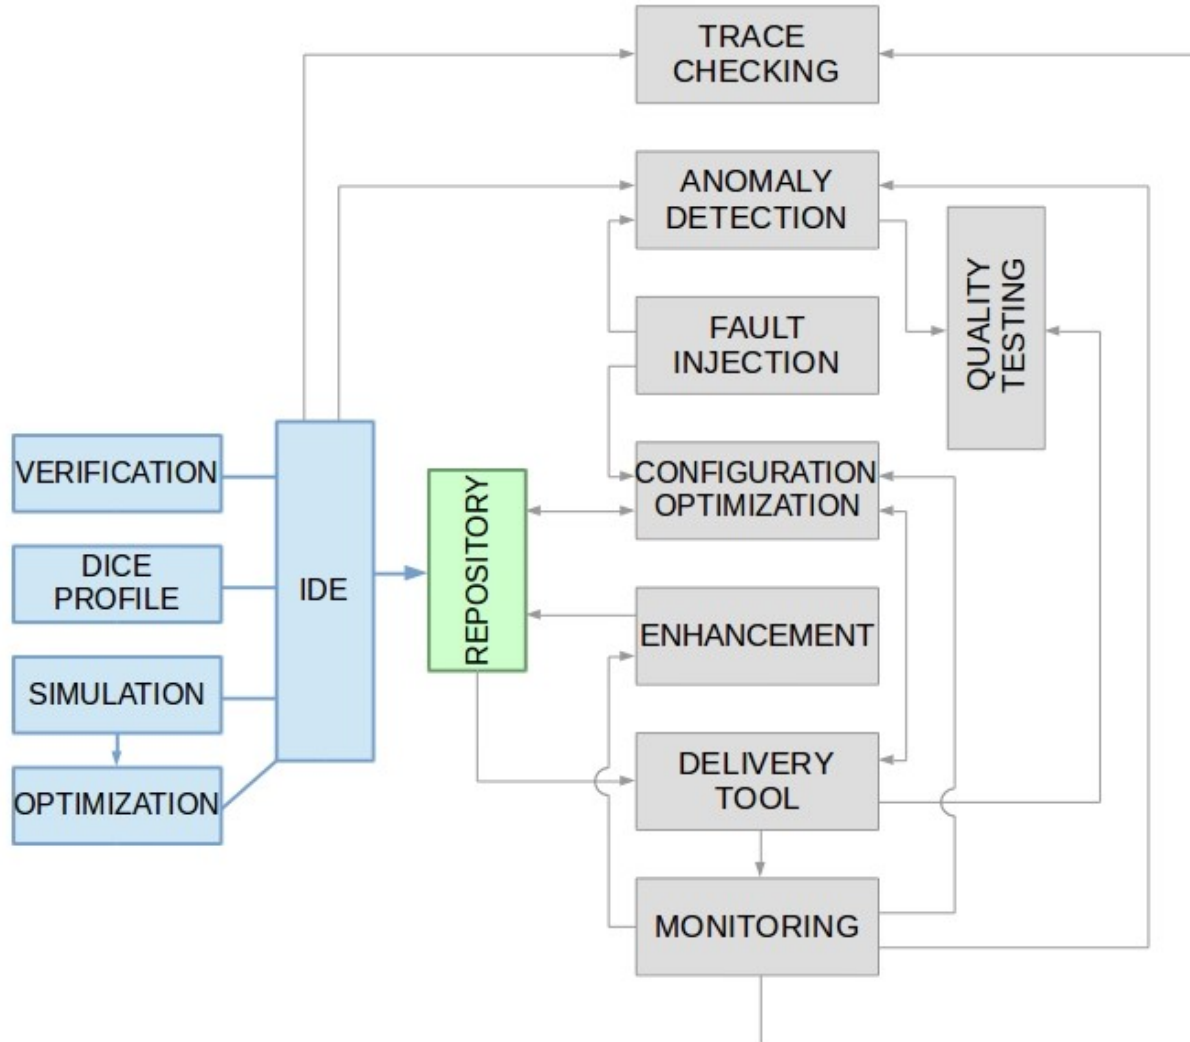 TRACE
CHECKING
ANOMALY
DETECTION
QUALITY
TESTING
FAULT
INJECTION
VERIFICATION
CONFIGURATION
OPTIMIZATION
REPOSITORY
DICE
PROFILE
IDE
ENHANCEMENT
SIMULATION
DELIVERY
TOOL
OPTIMIZATION
MONITORING